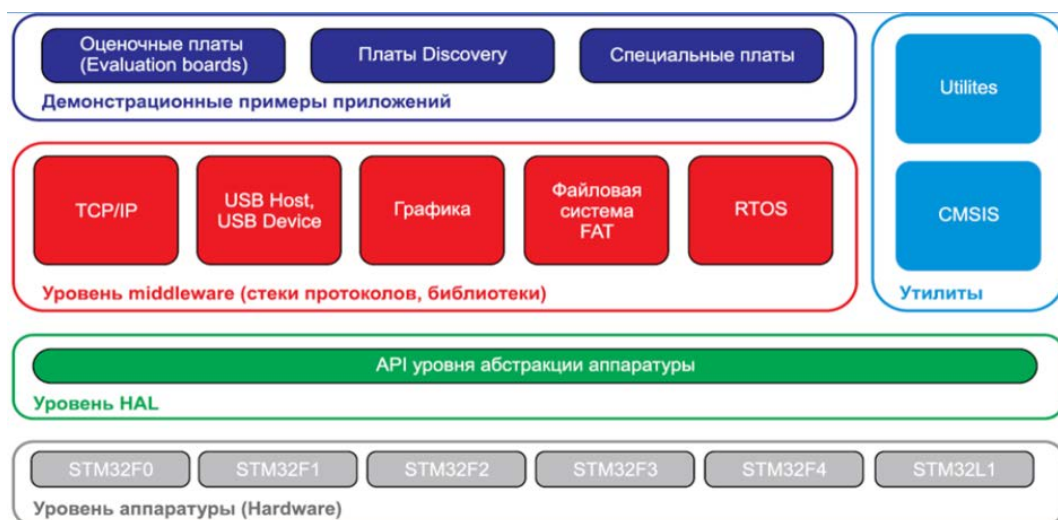 Оценочные платы
(Evaluation boards)
Платы Discovery
Специальные платы
Демонстрационные примеры приложений
Utilites
TCP/IP
USB Host,
USB Device
Графика
Файловая
система
FAT
RTOS
CMSIS
Уровень middleware (стеки протоколов, библиотеки)
Утилиты
API уровня абстракции аппаратуры
Уровень HAL
STM32F0
STM32F1
STM32F2
STM32F3
STM32F4
STM32L1
Уровень аппаратуры (Hardware)